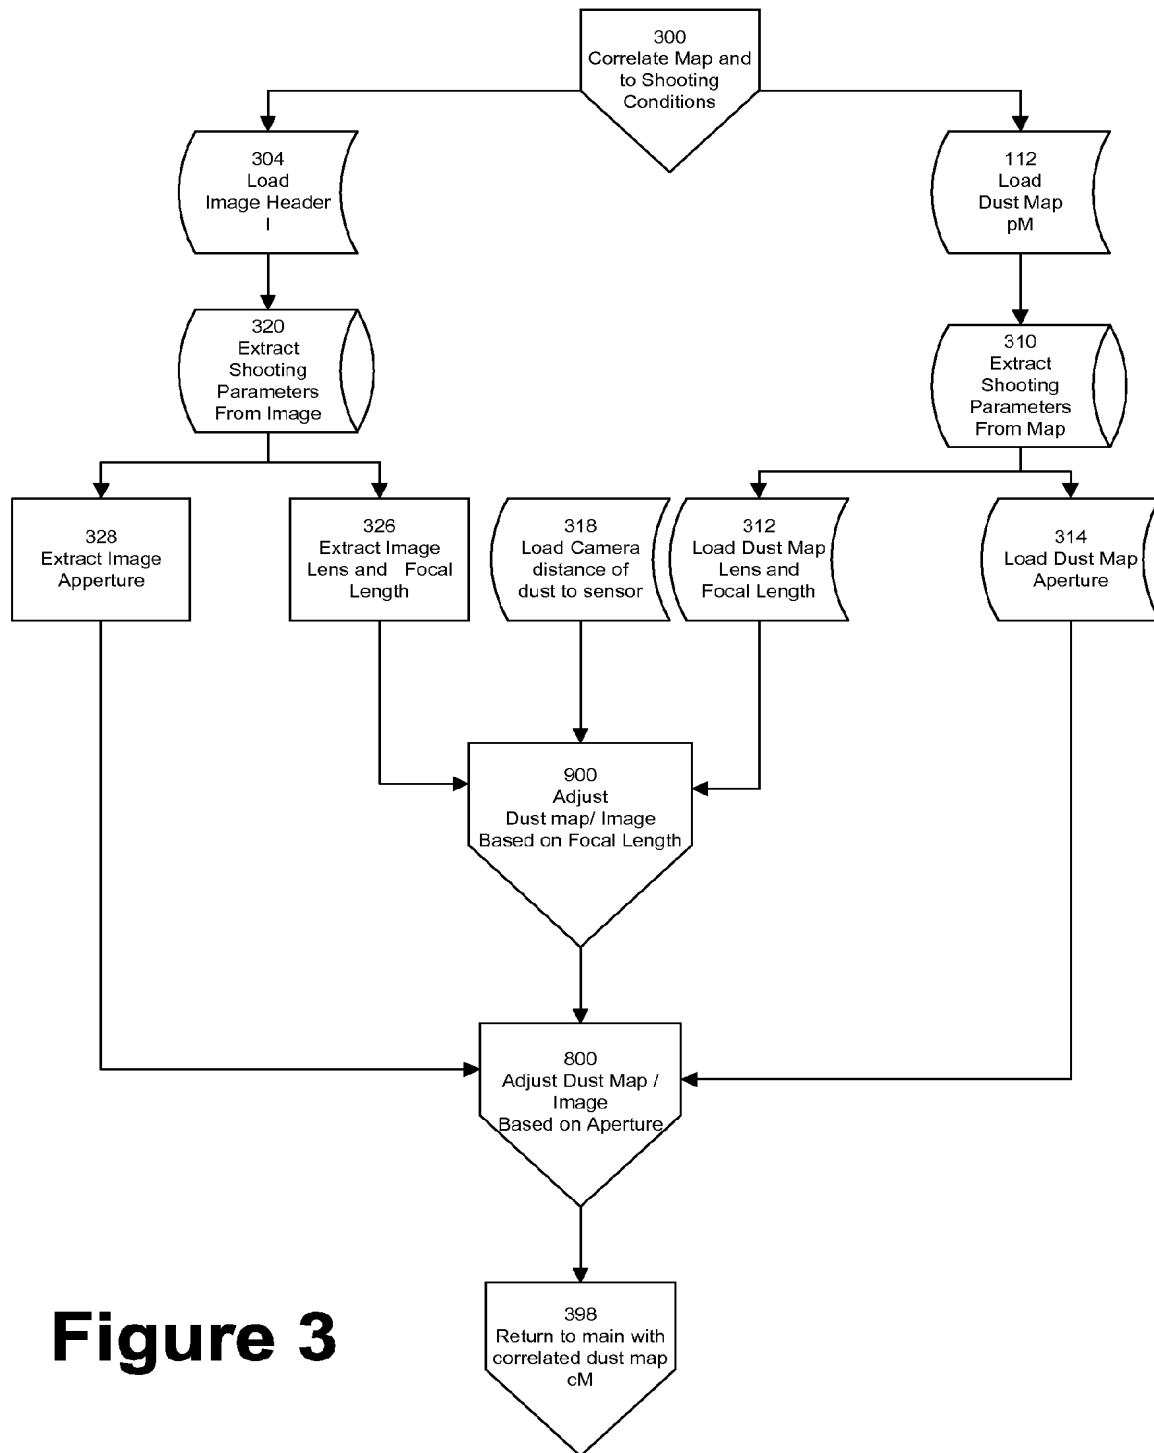 300
Correlate Map and
to Shooting
Conditions
304
Load
Image Header
I
112
Load
Dust Map
pM
320
Extract
Shooting
Parameters
From Image
310
Extract
Shooting
Parameters
From Map
328
Extract Image
Apperture
326
Extract Image
Lens and Focal
Length
318
Load Camera
distance of
dust to sensor
312
Load Dust Map
Lens and
Focal Length
314
Load Dust Map
Aperture
900
Adjust
Dust map/ Image
Based on Focal Length
800
Adjust Dust Map /
Image
Based on Aperture
398
Return to main with
correlated dust map
cM
Figure 3